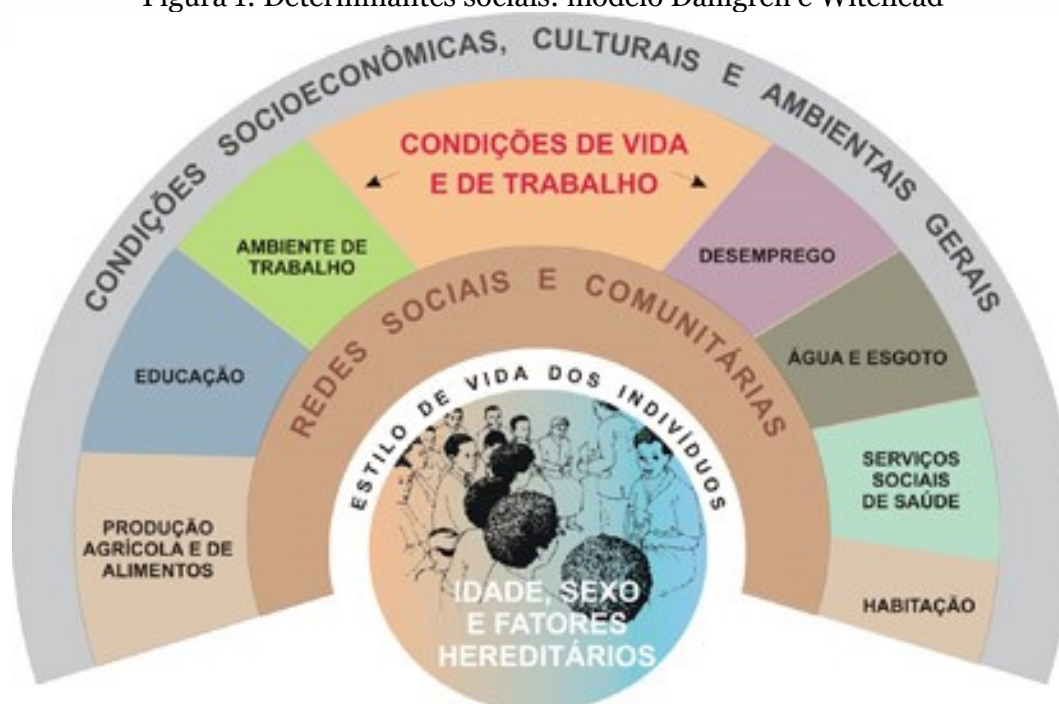 Figura 1: Determinantes sociais: modelo Dahlgren e Witehead
CONDIÇÕES SOCIOECONÔMICAS, CULTURAIS E AMBIENTAIS GERAIS
CONDIÇÕES DE VIDA
E DE TRABALHO
AMBIENTE DE
TRABALHO
DESEMPREGO
EDUCAÇÃO
ÁGUA E ESGOTO
PRODUÇÃO
AGRÍCOLA E DE
ALIMENTOS
SERVIÇOS
SOCIAIS
DE SAÚDE
HABITAÇÃO
REDES SOCIAIS E COMUNITÁRIAS
ESTILO DE VIDA DOS INDIVÍDUOS
IDADE, SEXO
E FATORES
HEREDITÁRIOS